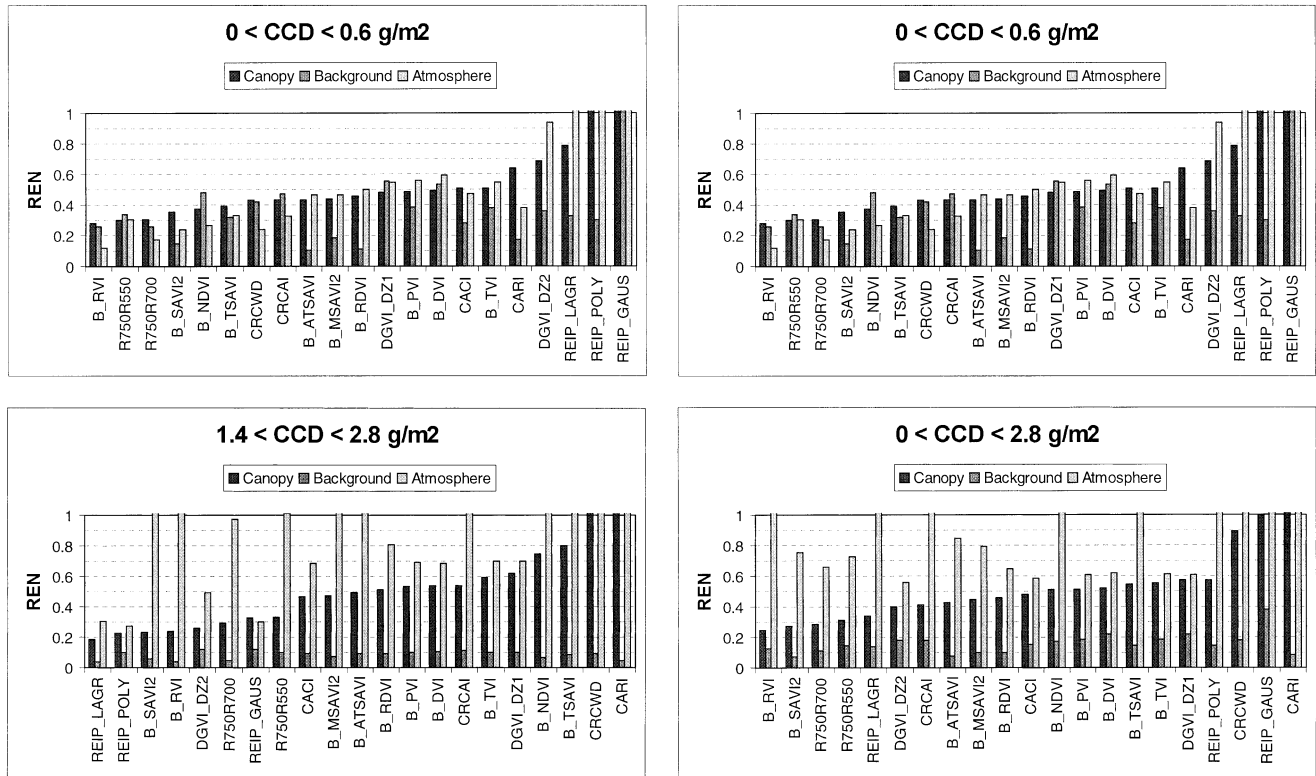 0 < CCD < 0.6 g/m2
Canopy Background Atmosphere
REN
1
0.8
0.6
0.4
0.2
0
B_RVI
R750R550
R750R700
B_SAVI2
B_NDVI
B_TSAVI
CRCWD
CRCAI
B_ATSAVI
B_MSAVI2
B_RDVI
DGVI_DZ1
B_PVI
B_DVI
CACI
B_TVI
CARI
DGVI_DZ2
REIP_LAGR
REIP_POLY
REIP_GAUS
0 < CCD < 0.6 g/m2
Canopy Background Atmosphere
REN
1
0.8
0.6
0.4
0.2
0
B_RVI
R750R550
R750R700
B_SAVI2
B_NDVI
B_TSAVI
CRCWD
CRCAI
B_ATSAVI
B_MSAVI2
B_RDVI
DGVI_DZ1
B_PVI
B_DVI
CACI
B_TVI
CARI
DGVI_DZ2
REIP_LAGR
REIP_POLY
REIP_GAUS
1.4 < CCD < 2.8 g/m2
Canopy Background Atmosphere
REN
1
0.8
0.6
0.4
0.2
0
REIP_LAGR
REIP_POLY
B_SAVI2
B_RVI
DGVI_DZ2
R750R700
REIP_GAUS
R750R550
CACI
B_MSAVI2
B_ATSAVI
B_RDVI
B_PVI
B_DVI
CRCAI
B_TVI
DGVI_DZ1
B_NDVI
B_TSAVI
CRCWD
CARI
0 < CCD < 2.8 g/m2
Canopy Background Atmosphere
REN
1
0.8
0.6
0.4
0.2
0
B_RVI
B_SAVI2
R750R700
R750R550
REIP_LAGR
DGVI_DZ2
CRCAI
B_ATSAVI
B_MSAVI2
B_RDVI
CACI
B_NDVI
B_PVI
B_DVI
B_TSAVI
B_TVI
DGVI_DZ1
REIP_POLY
CRCWD
REIP_GAUS
CARI